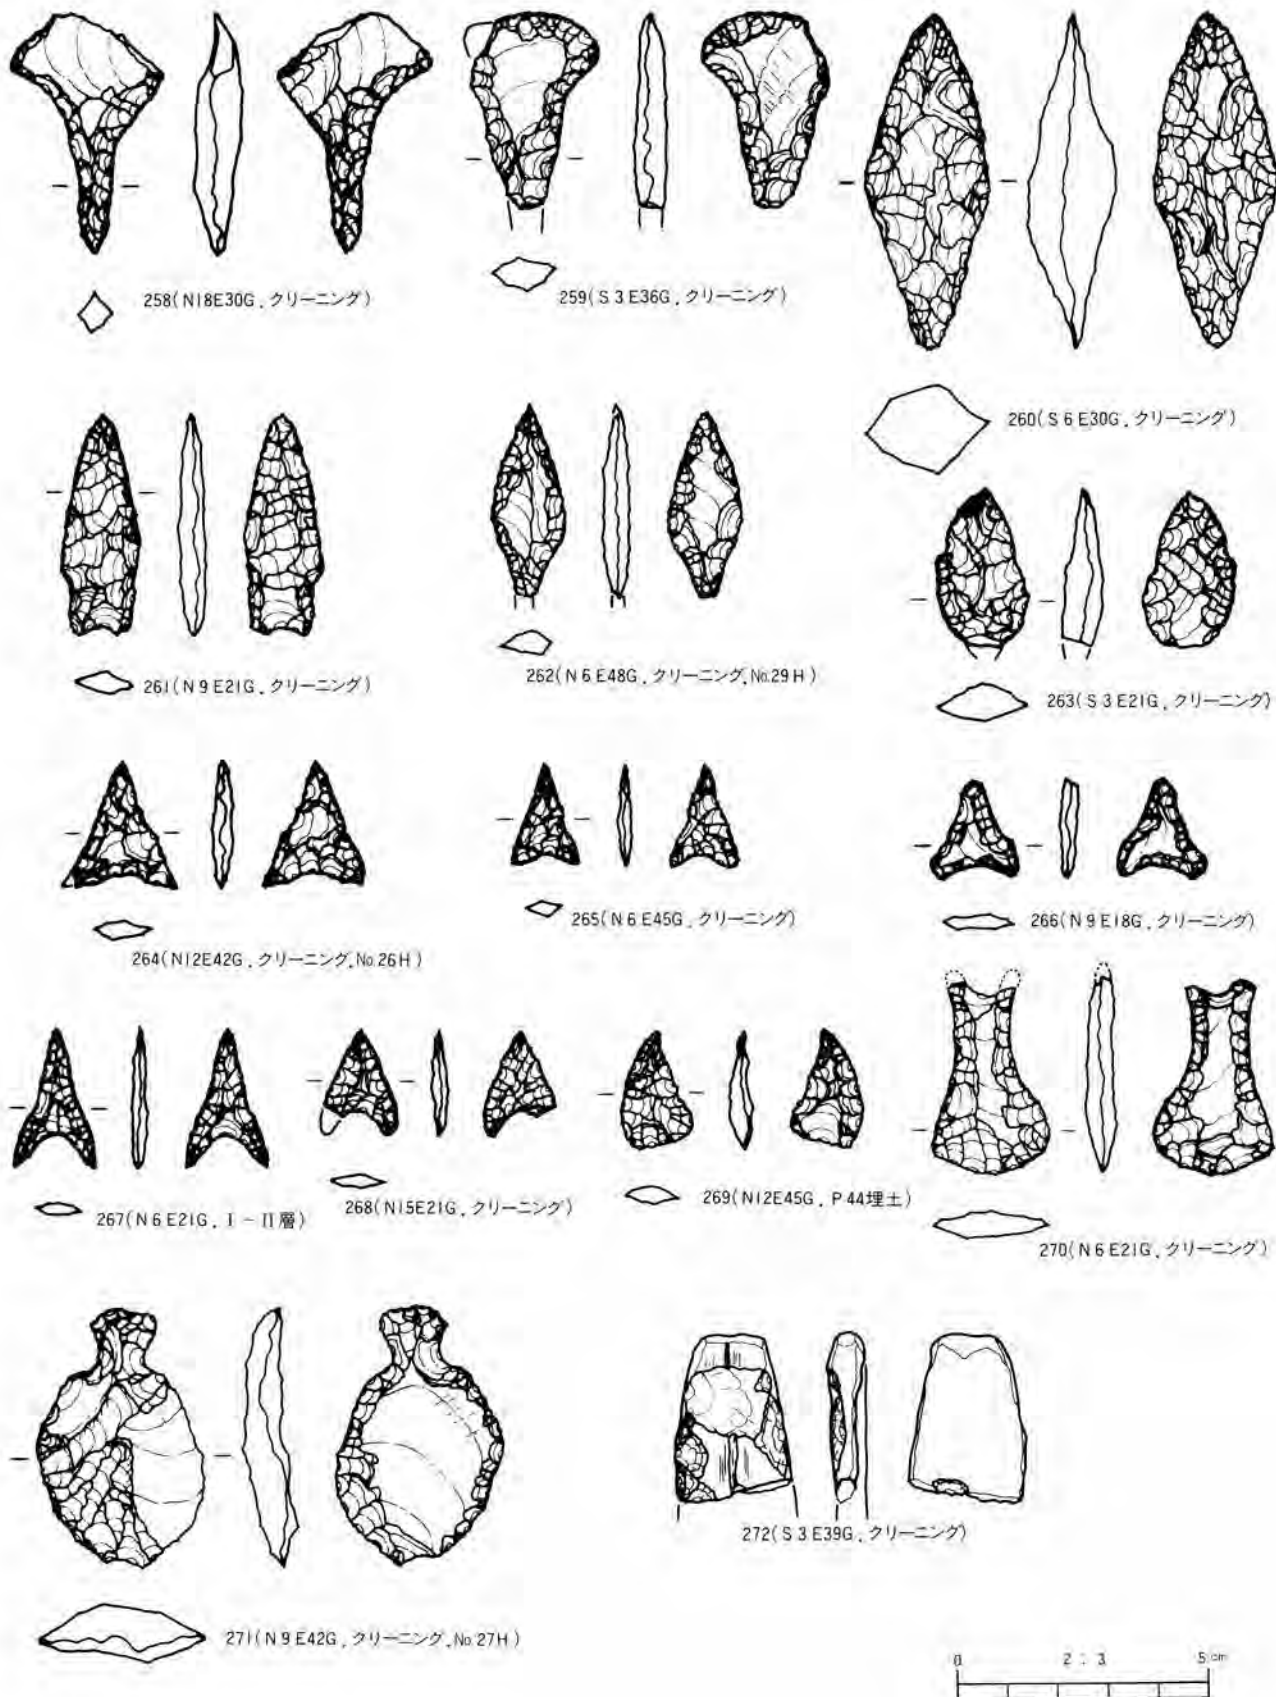 258(N18E30G, クリーニング)
259(S3E36G, クリーニング)
260(S6E30G, クリーニング)
261(N9E21G, クリーニング)
262(N6E48G, クリーニング, No.29H)
263(S3E21G, クリーニング)
264(N12E42G, クリーニング, No.26H)
265(N6E45G, クリーニング)
266(N9E18G, クリーニング)
267(N6E21G, I-II層)
268(N15E21G, クリーニング)
269(N12E45G, P44埋土)
270(N6E21G, クリーニング)
271(N9E42G, クリーニング, No.27H)
272(S3E39G, クリーニング)
0 2:3 5cm